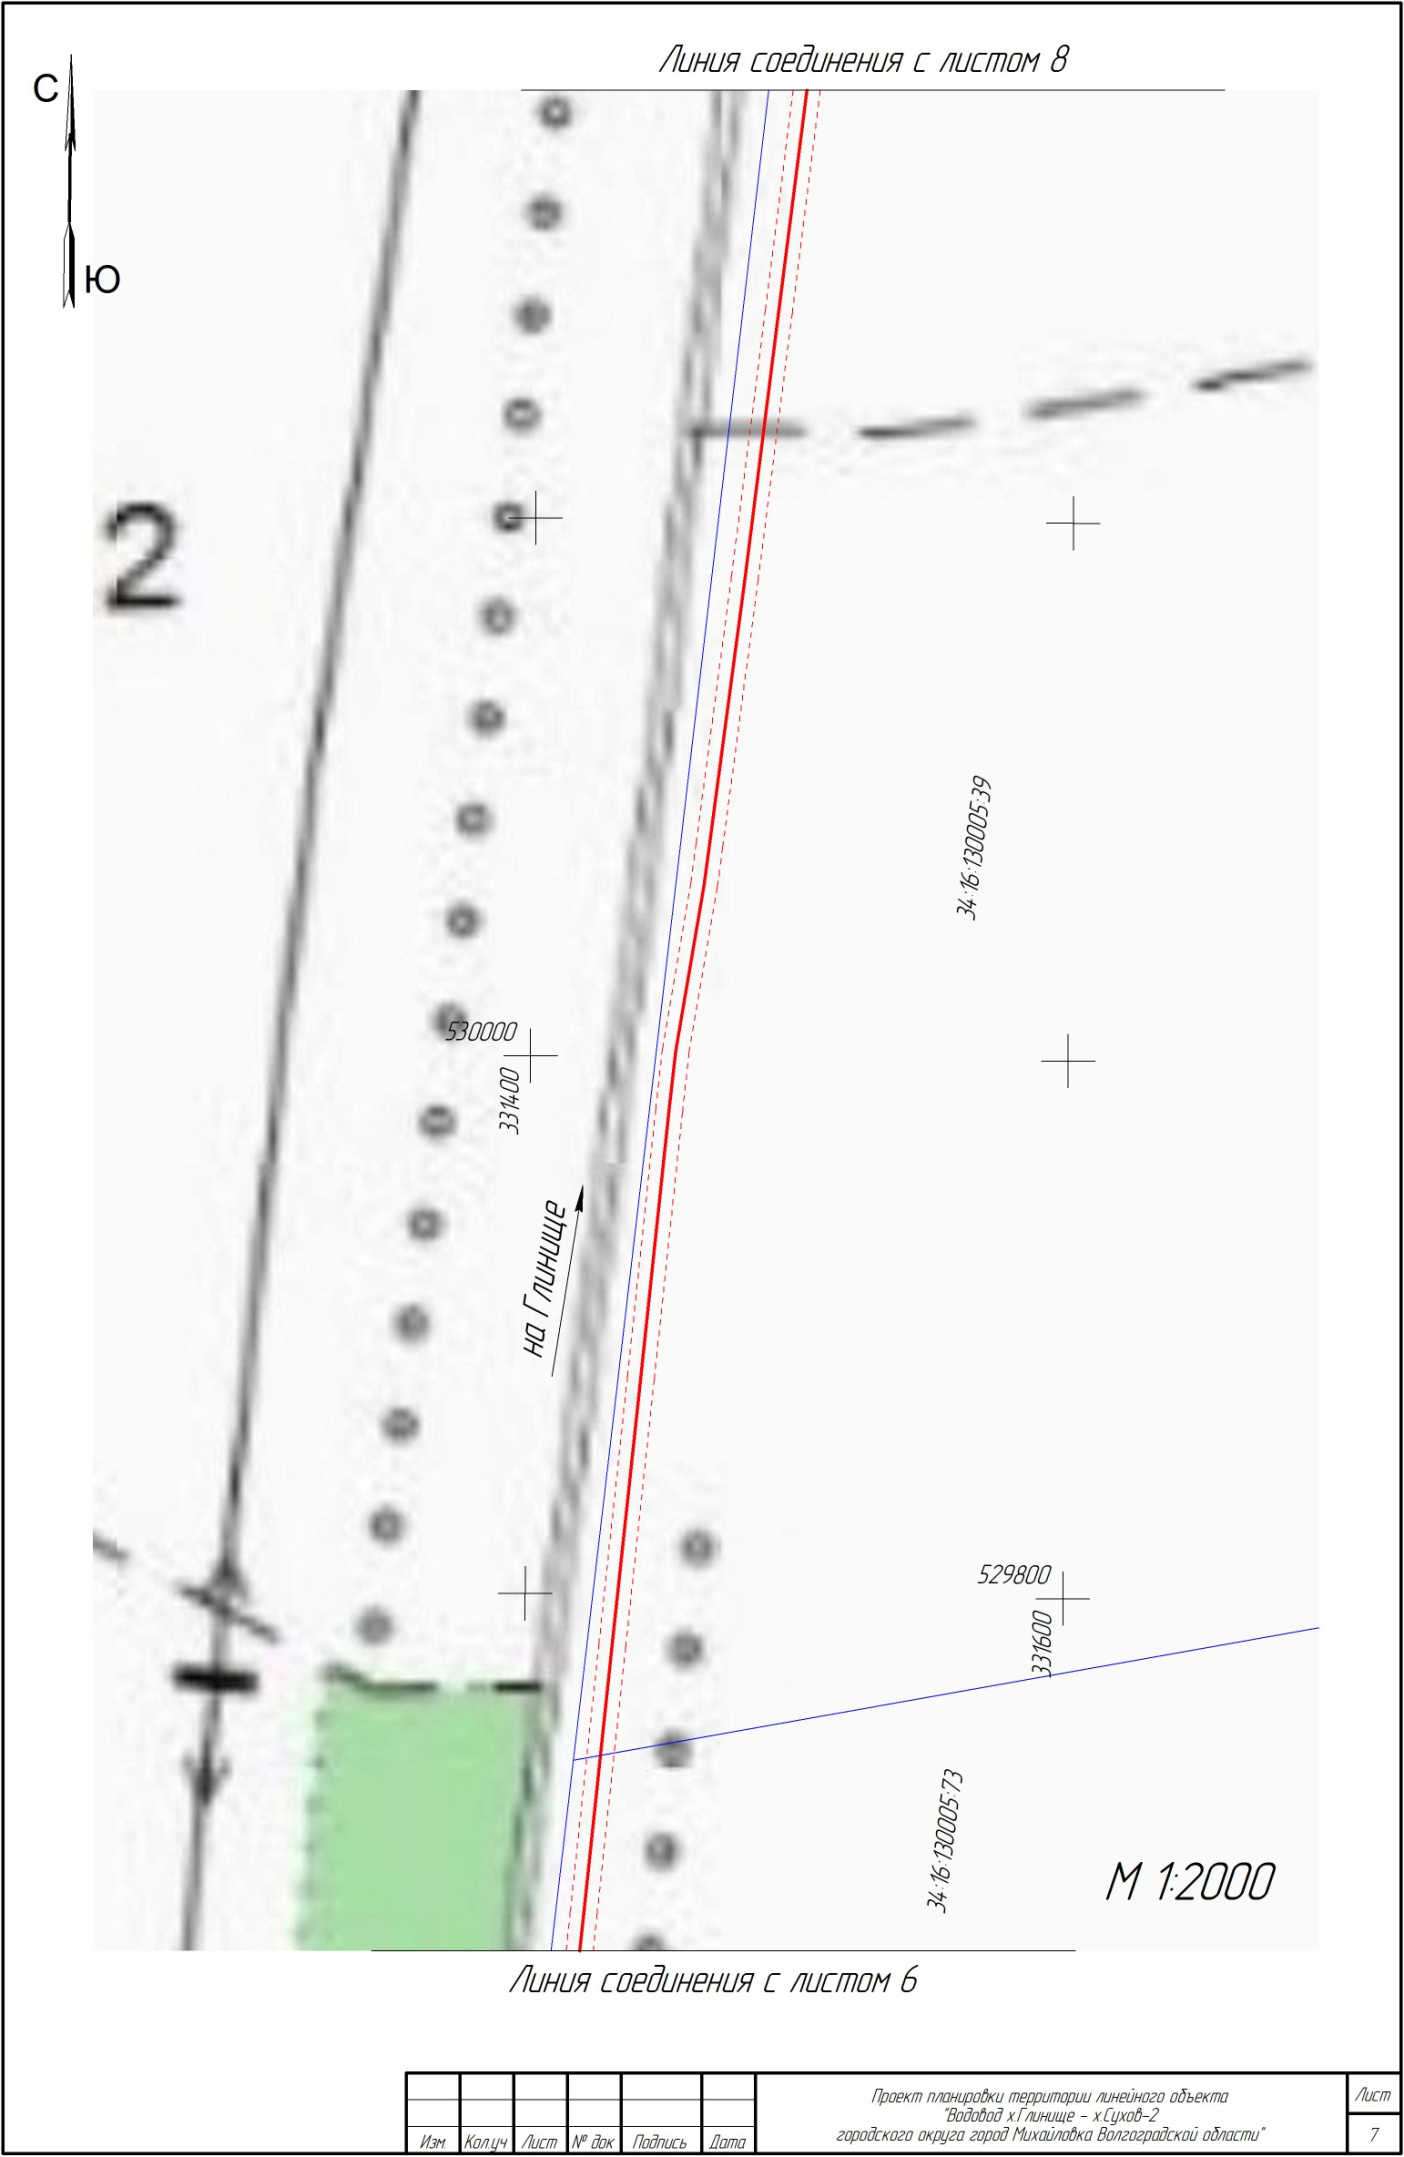 Линия соединения с листом 8
С
Ю
2
34:16:130005:39
530000
331400
на Глинище
529800
331600
34:16:130005:73
М 1:2000
Линия соединения с листом 6
Изм. Кол.уч Лист № док Подпись Дата
Проект планировки территории линейного объекта
"Водовод х.Глинище - х.Сухов-2
городского округа город Михайловка Волгоградской области"
Лист
7